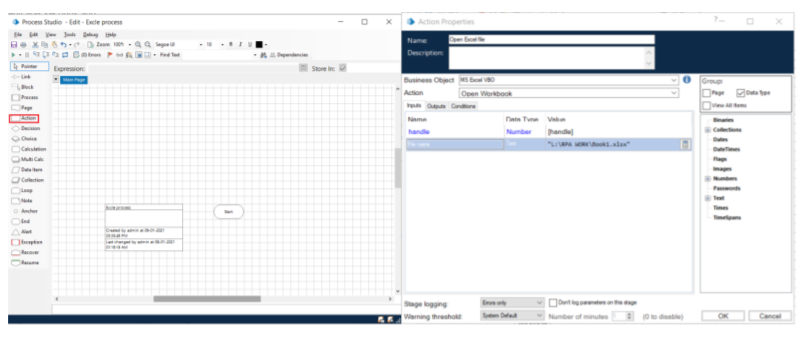 Process Studio - Edit - Excle process
File Edit View Tools Debug Help
Zoom 100% Segoe UI 10 B I U
(0) Errors Find Text Dependencies
Pointer
Link
Block
Process
Page
Action
Decision
Choice
Calculation
Multi Calc
Data Item
Collection
Loop
Note
Anchor
End
Alert
Exception
Recover
Resume
Expression:
Store In:
Main Page
Excle process
Created by admin at 09-01-2021
Last changed by admin at 09-01-2021
Start
Action Properties
Name: Open Excel file
Description:
Business Object MS Excel VBO
Action Open Workbook
Inputs Outputs Conditions
Name Data Type Value
handle Number [handle]
File name Text "L:\RPA WORK\Book1.xlsx"
Group:
Page Data Type
View All Items
Binaries
Collections
Dates
DateTimes
Flags
Images
Numbers
Passwords
Text
Times
TimeSpans
Stage logging: Errors only Don't log parameters on this stage
Warning threshold: System Default Number of minutes (0 to disable)
OK Cancel